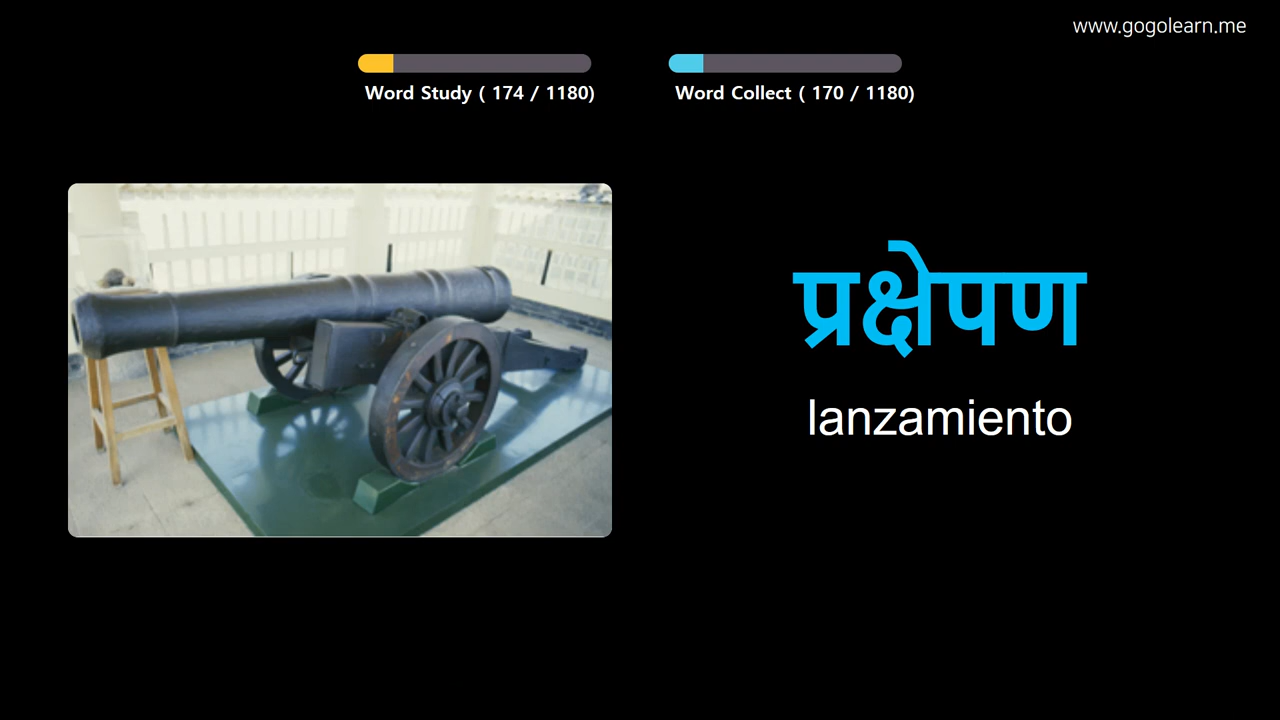 www.gogolearn.me
Word Study ( 174 / 1180)
Word Collect ( 170 / 1180)
प्रक्षेपण
lanzamiento